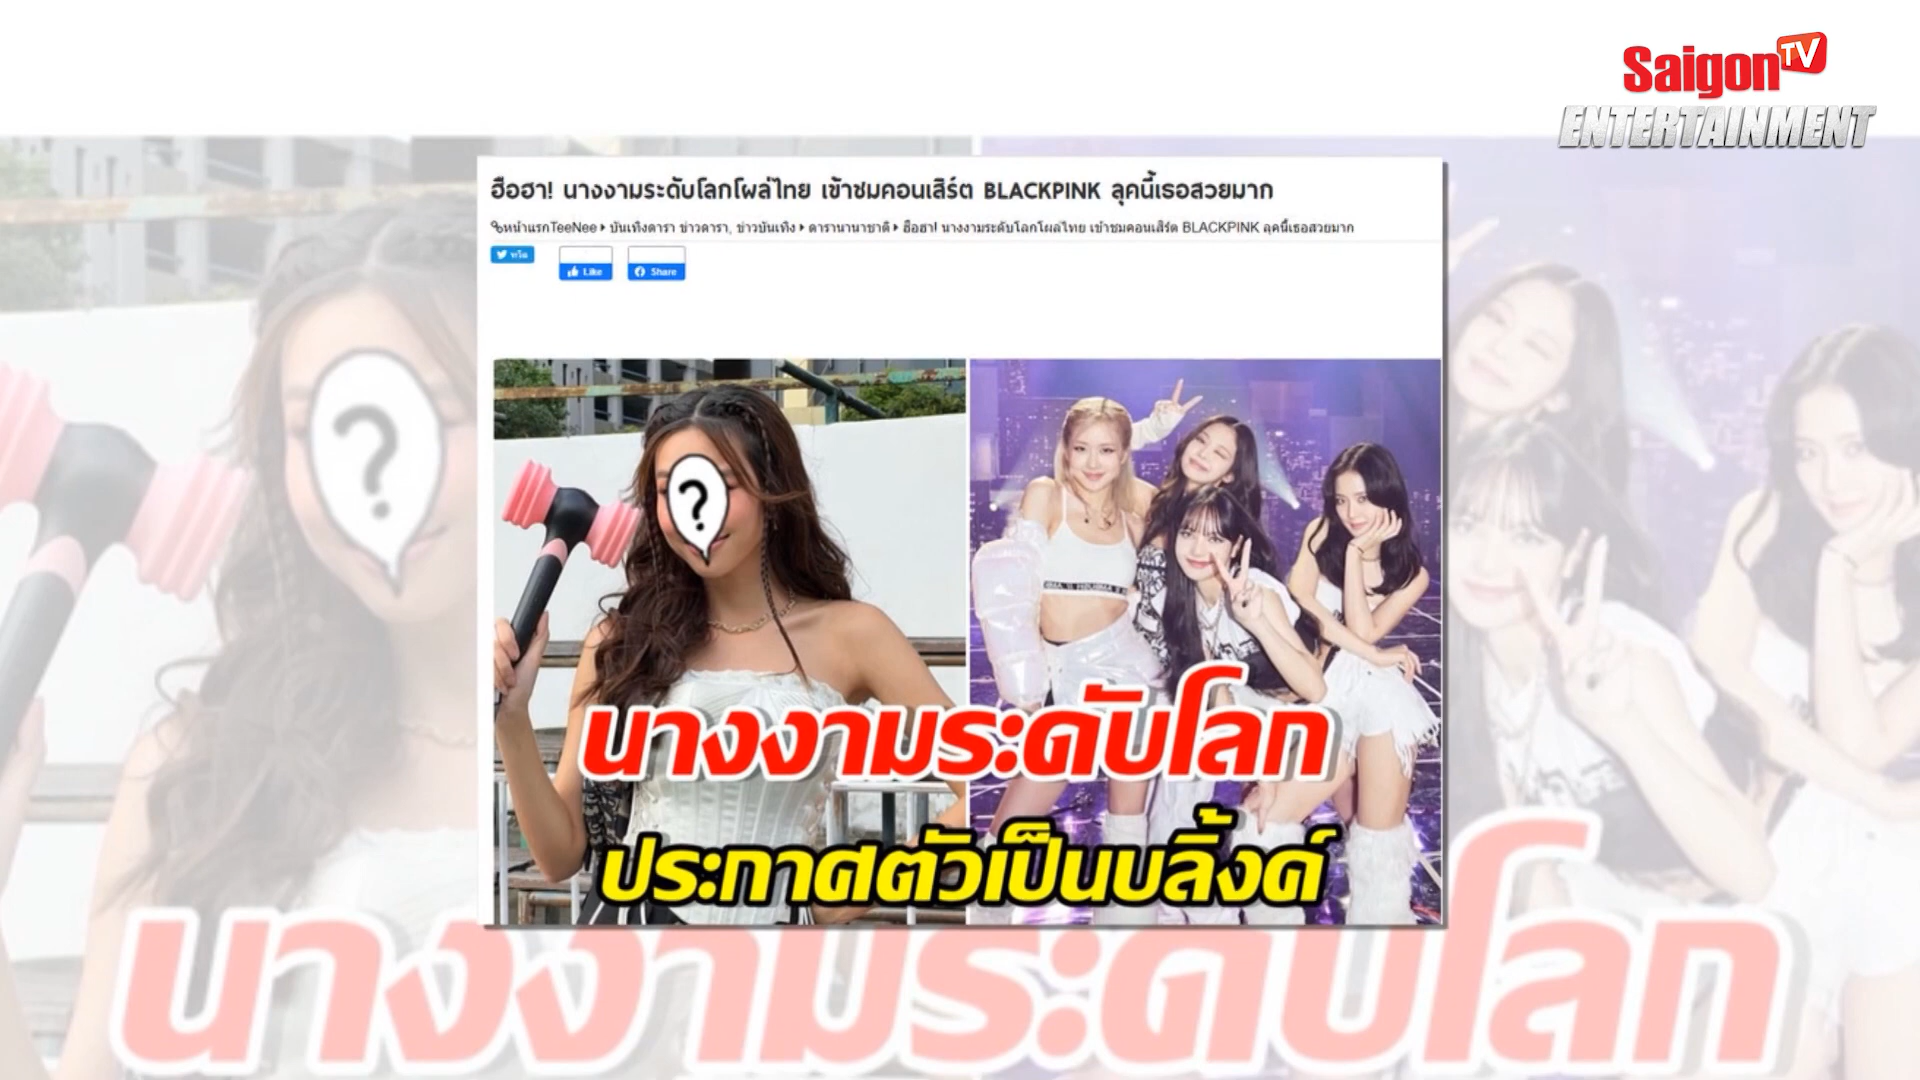 Saigon TV
ENTERTAINMENT
ฮือฮา! นางงามระดับโลกโผล่ไทย เข้าชมคอนเสิร์ต BLACKPINK ลุคนี้เธอสวยมาก
หน้าแรกTeeNee ▸ บันเทิงดารา ข่าวดารา, ข่าวบันเทิง ▸ ดารานานาชาติ ▸ ฮือฮา! นางงามระดับโลกโผล่ไทย เข้าชมคอนเสิร์ต BLACKPINK ลุคนี้เธอสวยมาก
ทวีต Like Share
?
?
นางงามระดับโลก
ประกาศตัวเป็นบลิ้งค์
นางงามระดับโลก